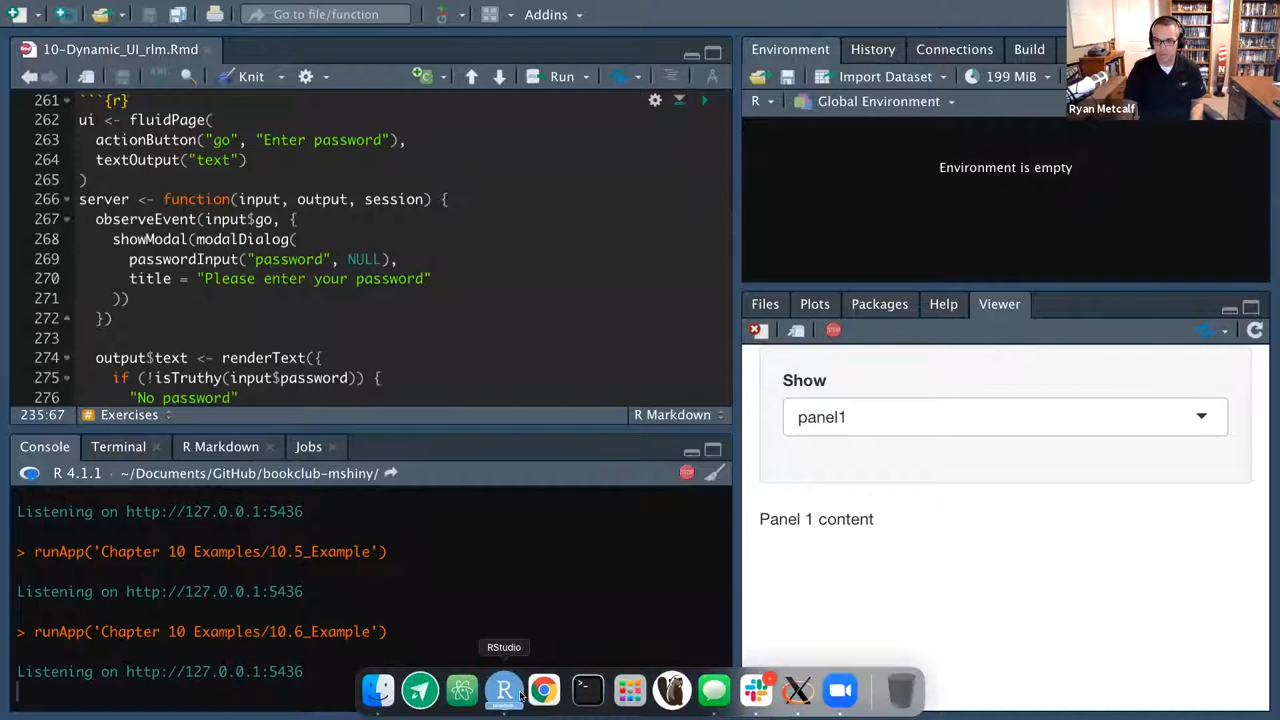 Go to file/function
Addins
10-Dynamic_UI_rlm.Rmd
Knit
Run
261 ```{r}
262 ui <- fluidPage(
263 actionButton("go", "Enter password"),
264 textOutput("text")
265 )
266 server <- function(input, output, session) {
267 observeEvent(input$go, {
268 showModal(modalDialog(
269 passwordInput("password", NULL),
270 title = "Please enter your password"
271 ))
272 })
273
274 output$text <- renderText({
275 if (!isTruthy(input$password)) {
276 "No password"
235:67 # Exercises R Markdown
Console Terminal R Markdown Jobs
R 4.1.1 · ~/Documents/GitHub/bookclub-mshiny/
Listening on http://127.0.0.1:5436
> runApp('Chapter 10 Examples/10.5_Example')
Listening on http://127.0.0.1:5436
> runApp('Chapter 10 Examples/10.6_Example')
Listening on http://127.0.0.1:5436
RStudio
Environment History Connections Build
Import Dataset 199 MiB
R Global Environment
Environment is empty
Files Plots Packages Help Viewer
Show
panel1
Panel 1 content
Ryan Metcalf